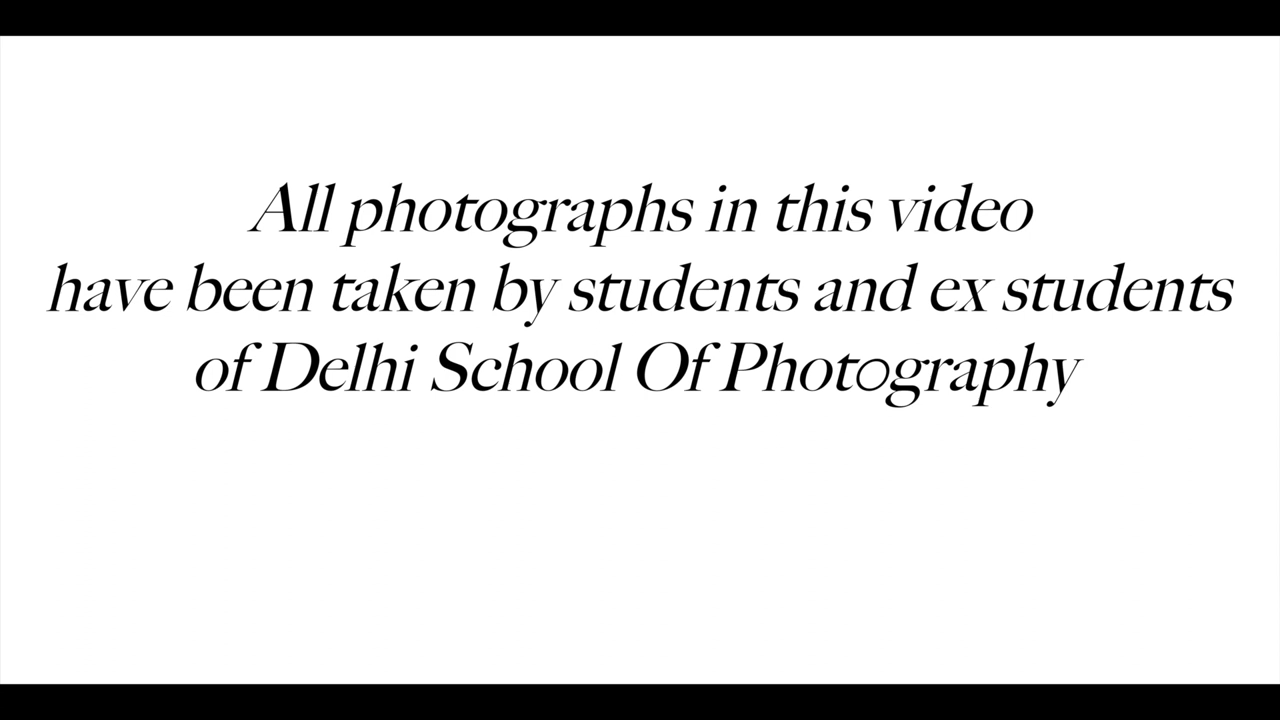 All photographs in this video
have been taken by students and ex students
of Delhi School Of Photography